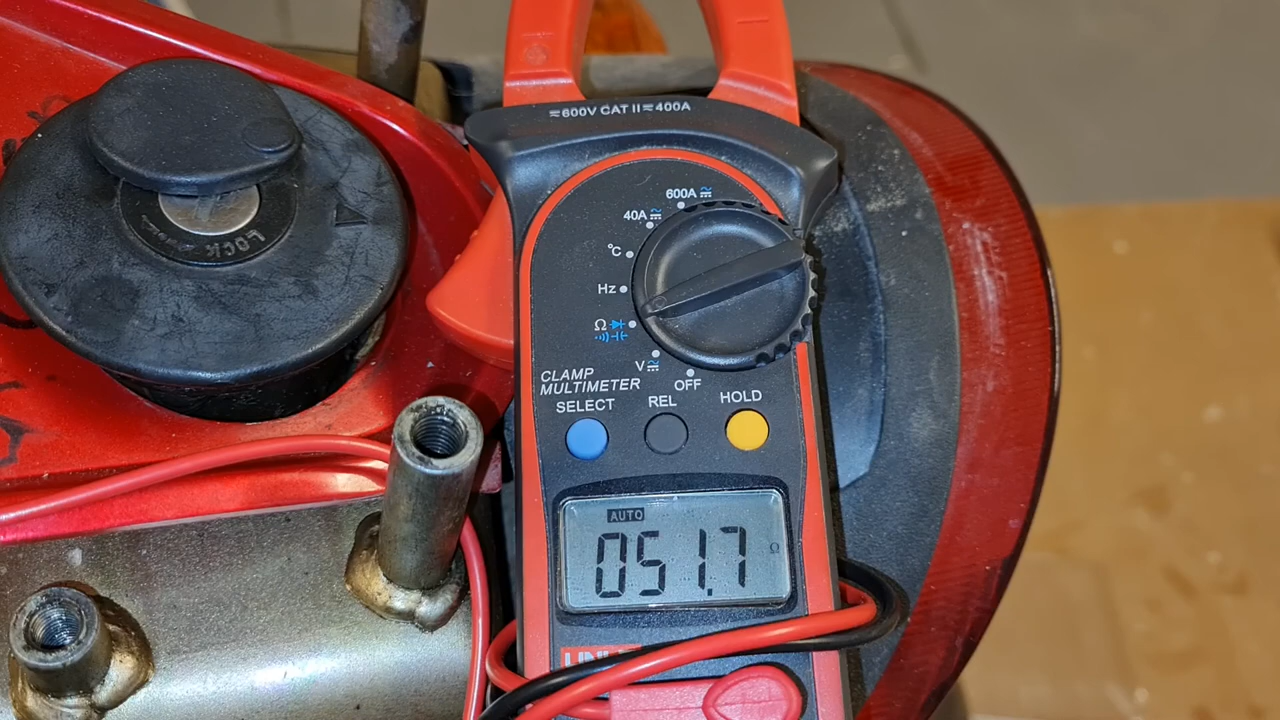 ≂600V CAT II ≂400A
600A
40A
°C
Hz
Ω
V
OFF
CLAMP
MULTIMETER
SELECT
REL
HOLD
AUTO
051.7
Ω
LOCK